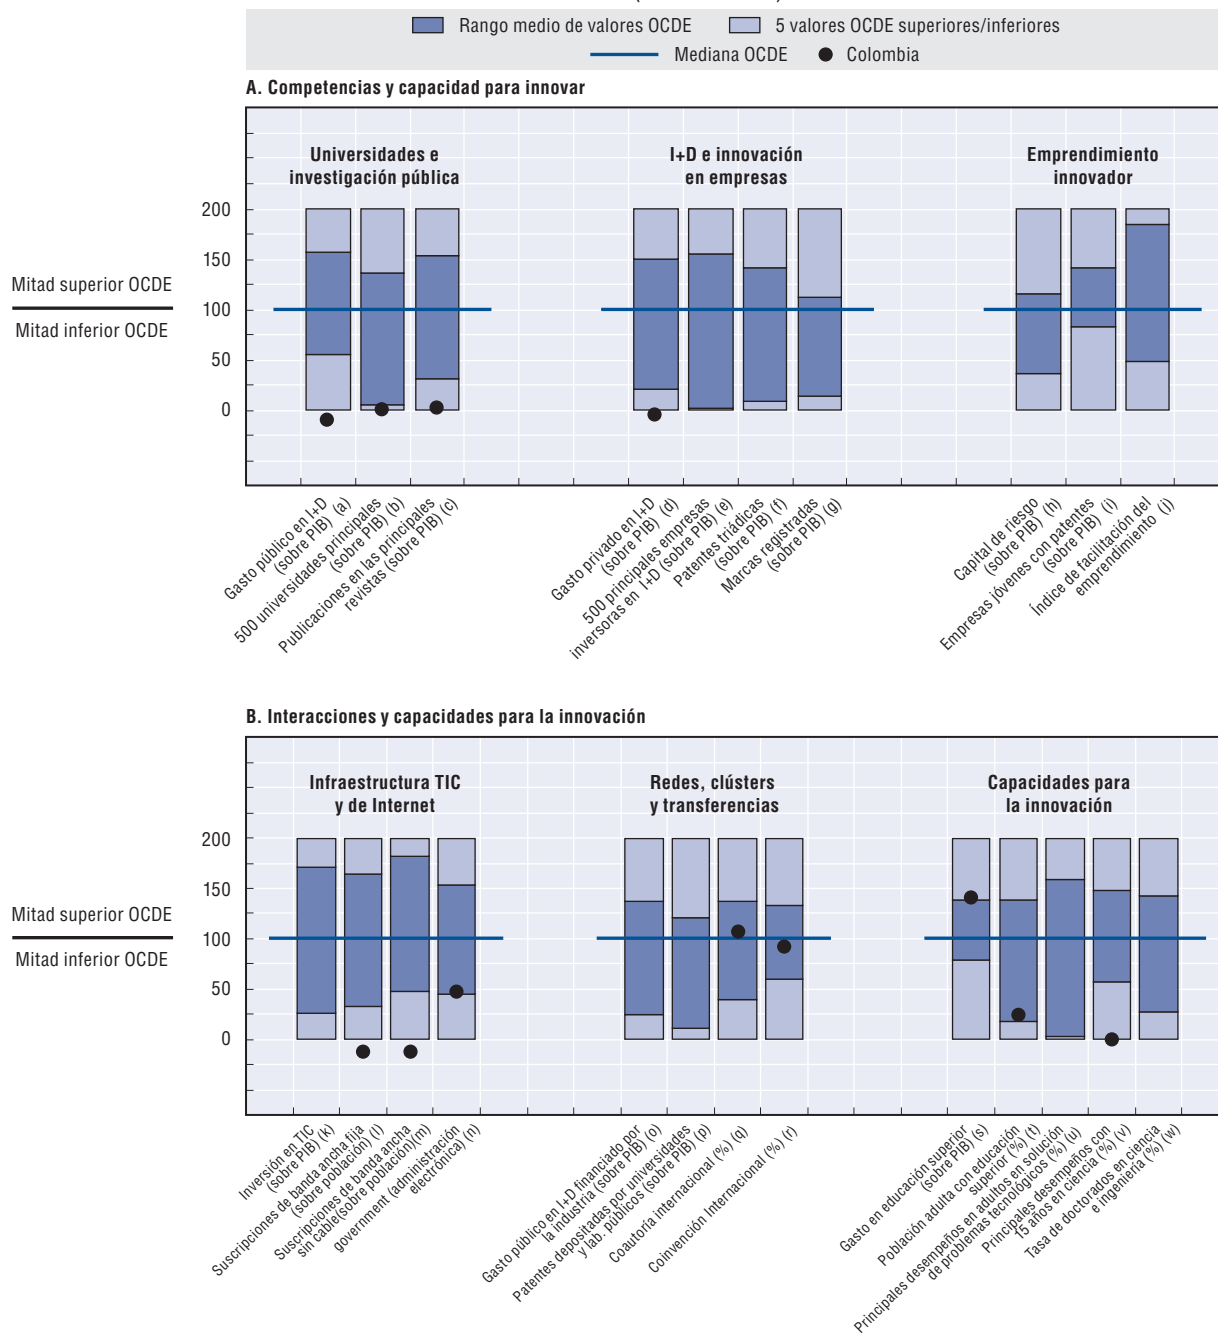 Rango medio de valores OCDE
5 valores OCDE superiores/inferiores
Mediana OCDE
Colombia
A. Competencias y capacidad para innovar
Universidades e
investigación pública
I+D e innovación
en empresas
Emprendimiento
innovador
200
150
100
50
0
Mitad superior OCDE
Mitad inferior OCDE
Gasto público en I+D
(sobre PIB) (a)
500 universidades principales
(sobre PIB) (b)
Publicaciones en las principales
revistas (sobre PIB) (c)
Gasto privado en I+D
(sobre PIB) (d)
500 principales empresas
inversoras en I+D (sobre PIB) (e)
Patentes triádicas
(sobre PIB) (f)
Marcas registradas
(sobre PIB) (g)
Capital de riesgo
(sobre PIB) (h)
Empresas jóvenes con patentes
(sobre PIB) (i)
Índice de facilitación del
emprendimiento (j)
B. Interacciones y capacidades para la innovación
Infraestructura TIC
y de Internet
Redes, clústers
y transferencias
Capacidades para
la innovación
200
150
100
50
0
Mitad superior OCDE
Mitad inferior OCDE
Inversión en TIC
(sobre PIB) (k)
Suscripciones de banda ancha fija
(sobre población) (l)
Suscripciones de banda ancha
sin cable(sobre población)(m)
government (administración
electrónica) (n)
Gasto público en I+D financiado por
la industria (sobre PIB) (o)
Patentes depositadas por universidades
y lab. públicos (sobre PIB) (p)
Coautoría internacional (%) (q)
Coinvención Internacional (%) (r)
Gasto en educación superior
(sobre PIB) (s)
Población adulta con educación
superior (%) (t)
Principales desempeños en adultos en solución
de problemas tecnológicos (%) (u)
Principales desempeños con
15 años en ciencia (%) (v)
Tasa de doctorados en ciencia
e ingeniería (%) (w)